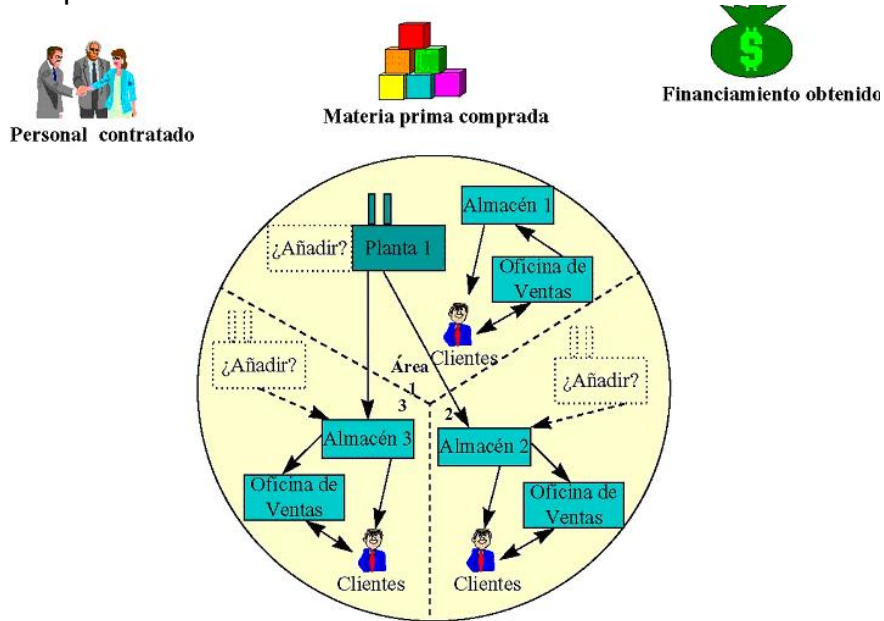 Personal contratado
Materia prima comprada
Financiamiento obtenido
$
Almacén 1
¿Añadir?
Planta 1
Oficina de
Ventas
Clientes
Área
1
3
2
¿Añadir?
¿Añadir?
Almacén 3
Almacén 2
Oficina de
Ventas
Oficina de
Ventas
Clientes
Clientes